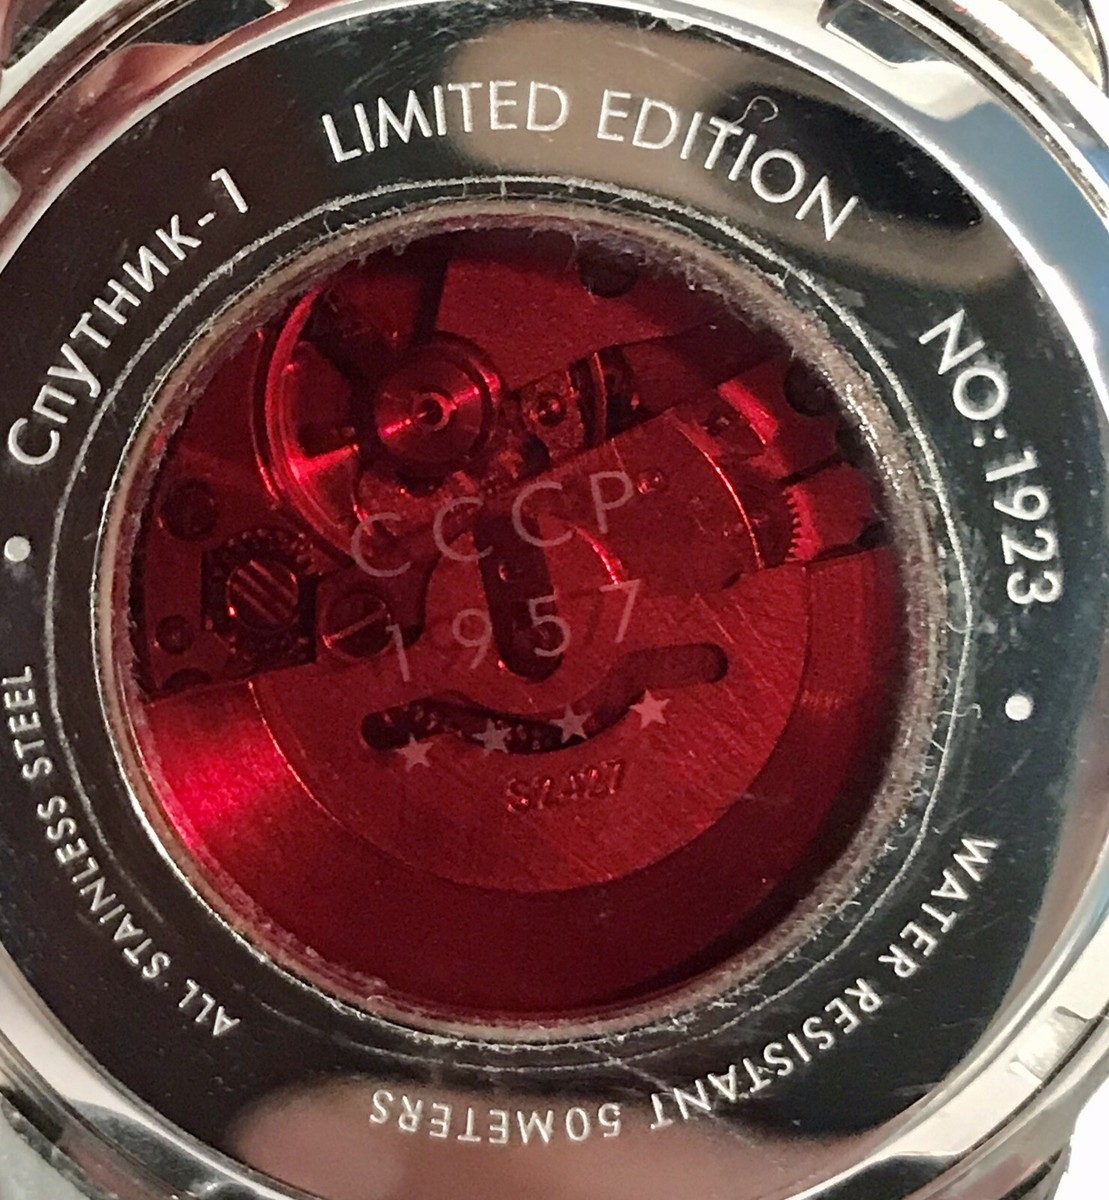 Спутник-1
LIMITED EDITION
NO:1923
WATER RESISTANT 50METERS
ALL STAINLESS STEEL
СССР
1957